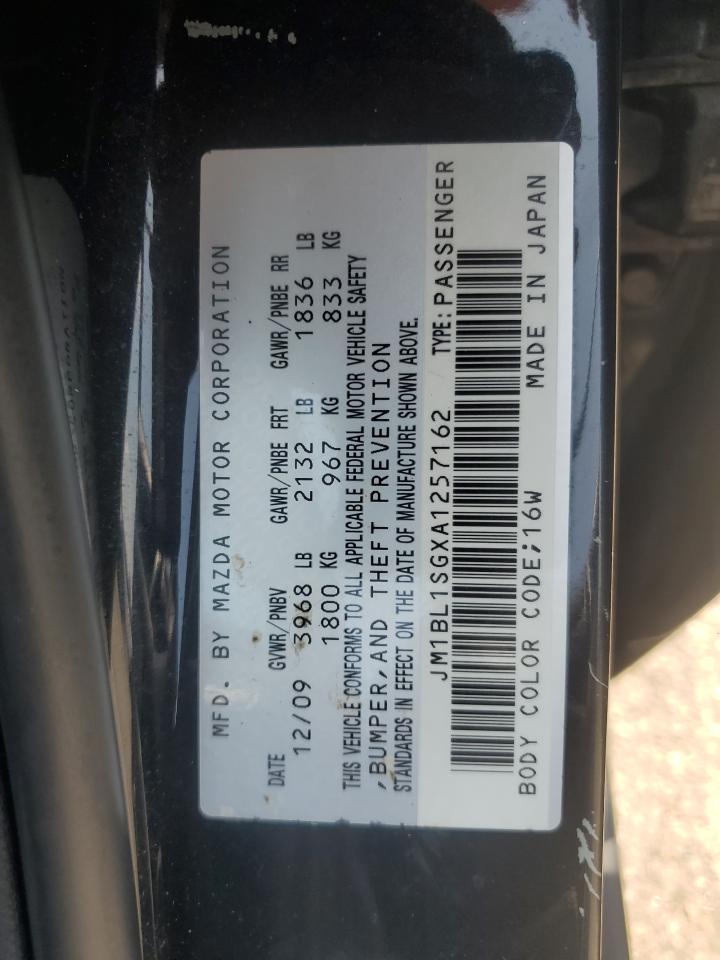 MFD. BY MAZDA MOTOR CORPORATION
DATE GVWR/PNBV GAWR/PNBE FRT GAWR/PNBE RR
12/09 3968 LB 2132 LB 1836 LB
1800 KG 967 KG 833 KG
THIS VEHICLE CONFORMS TO ALL APPLICABLE FEDERAL MOTOR VEHICLE SAFETY
,BUMPER,AND THEFT PREVENTION
STANDARDS IN EFFECT ON THE DATE OF MANUFACTURE SHOWN ABOVE.
JM1BL1SGXA1257162 TYPE:PASSENGER
BODY COLOR CODE;16W MADE IN JAPAN